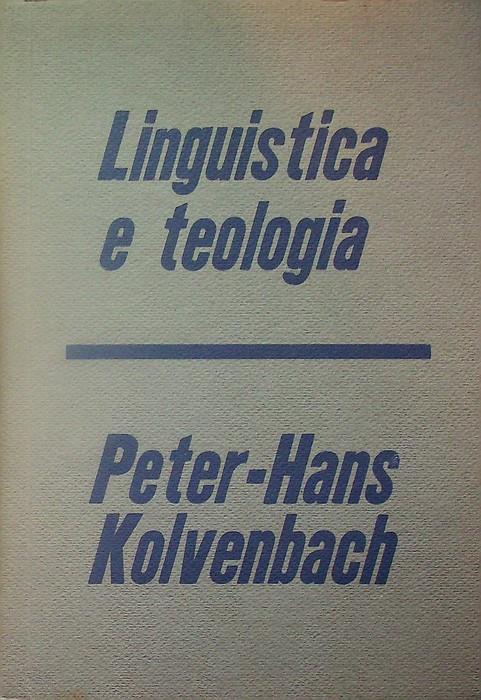 Linguistica
e teologia
Peter-Hans
Kolvenbach